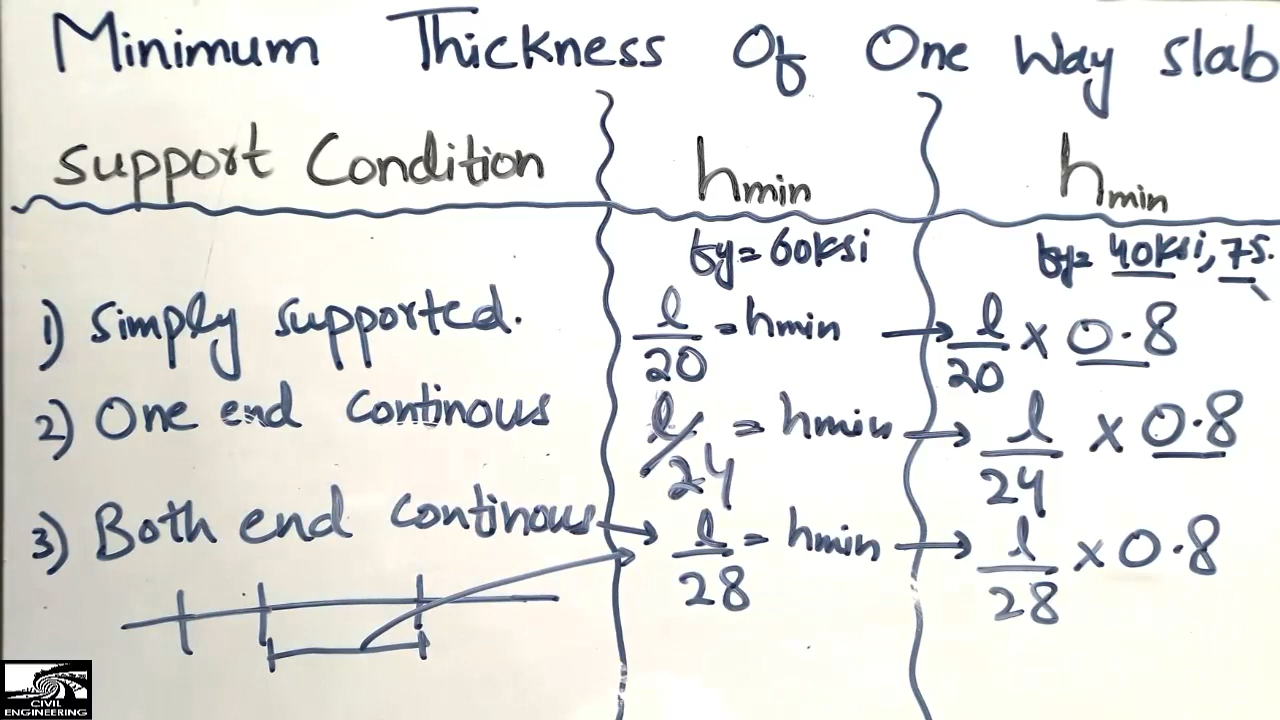 Minimum Thickness Of One Way Slab
Support Condition hmin hmin
fy=60ksi fy= 40ksi, 75.
1) Simply supported. l/20 = hmin → l/20 × 0.8
2) One end Continous l/24 = hmin → l/24 × 0.8
3) Both end continous → l/28 = hmin → l/28 × 0.8
CIVIL
ENGINEERING